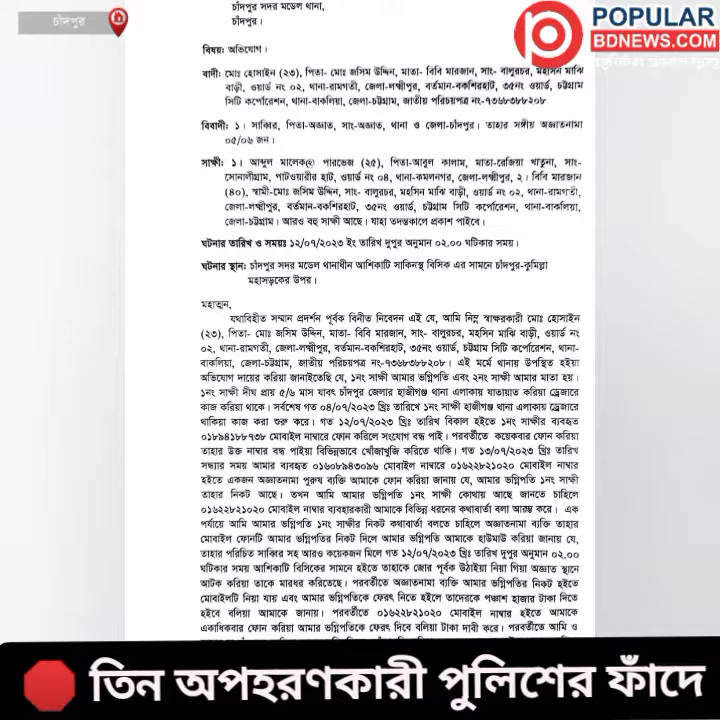 চাঁদপুর
চাঁদপুর সদর মডেল থানা,
চাঁদপুর।
POPULAR
BDNEWS.COM
বিষয়: অভিযোগ।
বাদী: মোঃ হোসাইন (২৩), পিতা- মোঃ জসিম উদ্দিন, মাতা- বিবি মারজান, সাং- বালুরচর, মহসিন মাঝি
বাড়ী, ওয়ার্ড নং ০২, থানা-রামগতী, জেলা-লক্ষ্মীপুর, বর্তমান-বকশিরহাট, ৩৫নং ওয়ার্ড, চট্টগ্রাম
সিটি কর্পোরেশন, থানা-বাকলিয়া, জেলা-চট্টগ্রাম, জাতীয় পরিচয়পত্র নং-৭৩৬৮৩৮৮২০৮
বিবাদী: ১। সাব্বির, পিতা-অজ্ঞাত, সাং-অজ্ঞাত, থানা ও জেলা-চাঁদপুর। তাহার সঙ্গীয় অজ্ঞাতনামা
০৫/০৬ জন।
সাক্ষী: ১। আব্দুল মালেক@ পারভেজ (২৫), পিতা-আবুল কালাম, মাতা-রেজিয়া খাতুনা, সাং-
সোনালীগ্রাম, পাটওয়ারীর হাট, ওয়ার্ড নং ০৪, থানা-কমলনগর, জেলা-লক্ষ্মীপুর, ২। বিবি মারজান
(৪০), স্বামী-মোঃ জসিম উদ্দিন, সাং- বালুরচর, মহসিন মাঝি বাড়ী, ওয়ার্ড নং ০২, থানা-রামগতী,
জেলা-লক্ষ্মীপুর, বর্তমান-বকশিরহাট, ৩৫নং ওয়ার্ড, চট্টগ্রাম সিটি কর্পোরেশন, থানা-বাকলিয়া,
জেলা-চট্টগ্রাম। আরও বহু সাক্ষী আছে। যাহা তদন্তকালে প্রকাশ পাইবে।
ঘটনার তারিখ ও সময়ঃ ১২/০৭/২০২৩ ইং তারিখ দুপুর অনুমান ০২.০০ ঘটিকার সময়।
ঘটনার স্থান: চাঁদপুর সদর মডেল থানাধীন আশিকাটি সাকিনস্থ বিসিক এর সামনে চাঁদপুর-কুমিল্লা
মহাসড়কের উপর।
মহাত্মন,
যথাবিহীত সম্মান প্রদর্শন পূর্বক বিনীত নিবেদন এই যে, আমি নিম্ন স্বাক্ষরকারী মোঃ হোসাইন
(২৩), পিতা- মোঃ জসিম উদ্দিন, মাতা- বিবি মারজান, সাং- বালুরচর, মহসিন মাঝি বাড়ী, ওয়ার্ড নং
০২, থানা-রামগতী, জেলা-লক্ষ্মীপুর, বর্তমান-বকশিরহাট, ৩৫নং ওয়ার্ড, চট্টগ্রাম সিটি কর্পোরেশন, থানা-
বাকলিয়া, জেলা-চট্টগ্রাম, জাতীয় পরিচয়পত্র নং-৭৩৬৮৩৮৮২০৮। এই মর্মে থানায় উপস্থিত হইয়া
অভিযোগ দায়ের করিয়া জানাইতেছি যে, ১নং সাক্ষী আমার ভগ্নিপতি এবং ২নং সাক্ষী আমার মাতা হয়।
১নং সাক্ষী দীঘ প্রায় ৫/৬ মাস যাবৎ চাঁদপুর জেলার হাজীগঞ্জ থানা এলাকায় যাতায়াত করিয়া ড্রেজারে
কাজ করিয়া থাকে। সর্বশেষ গত ০৪/০৭/২০২৩ খ্রিঃ তারিখে ১নং সাক্ষী হাজীগঞ্জ থানা এলাকায় ড্রেজারে
থাকিয়া কাজ করা শুরু করে। গত ১২/০৭/২০২৩ খ্রিঃ তারিখ বিকাল হইতে ১নং সাক্ষীর ব্যবহৃত
০১৮৯৪১৮৮৭৩৮ মোবাইল নাম্বারে ফোন করিলে সংযোগ বন্ধ পাই। পরবর্তীতে কয়েকবার ফোন করিয়া
তাহার উক্ত নাম্বার বন্ধ পাইয়া বিভিন্নভাবে খোঁজাখুজি করিতে থাকি। গত ১৩/০৭/২০২৩ খ্রিঃ তারিখ
সন্ধ্যার সময় আমার ব্যবহৃত ০১৬০৮৯৪৩০৯৬ মোবাইল নাম্বারে ০১৬২২৮২১০২০ মোবাইল নাম্বার
হইতে একজন অজ্ঞাতনামা পুরুষ ব্যক্তি আমাকে ফোন করিয়া জানায় যে, আমার ভগ্নিপতি ১নং সাক্ষী
তাহার নিকট আছে। তখন আমি আমার ভগ্নিপতি ১নং সাক্ষী কোথায় আছে জানতে চাহিলে
০১৬২২৮২১০২০ মোবাইল নাম্বার ব্যবহারকারী আমাকে বিভিন্ন ধরনের কথাবার্তা বলা আরম্ভ করে। এক
পর্যায়ে আমি আমার ভগ্নিপতি ১নং সাক্ষীর নিকট কথাবার্তা বলতে চাহিলে অজ্ঞাতনামা ব্যক্তি তাহার
মোবাইল ফোনটি আমার ভগ্নিপতির নিকট দিলে আমার ভগ্নিপতি আমাকে হাউমাউ করিয়া জানায় যে,
তাহার পরিচিত সাব্বির সহ আরও কয়েকজন মিলে গত ১২/০৭/২০২৩ খ্রিঃ তারিখ দুপুর অনুমান ০২.০০
ঘটিকার সময় আশিকাটি বিসিকের সামনে হইতে তাহাকে জোর পূর্বক উঠাইয়া নিয়া গিয়া অজ্ঞাত স্থানে
আটক করিয়া তাকে মারধর করিতেছে। পরবর্তীতে অজ্ঞাতনামা ব্যক্তি আমার ভগ্নিপতির নিকট হইতে
মোবাইলটি নিয়া যায় এবং আমার ভগ্নিপতিকে ফেরৎ নিতে হইলে তাদেরকে পঞ্চাশ হাজার টাকা দিতে
হইবে বলিয়া আমাকে জানায়। পরবর্তীতে ০১৬২২৮২১০২০ মোবাইল নাম্বার হইতে আমাকে
একাধিকবার ফোন করিয়া আমার ভগ্নিপতিকে ফেরৎ দিবে বলিয়া টাকা দাবী করে। পরবর্তীতে আমি ও
তিন অপহরণকারী পুলিশের ফাঁদে